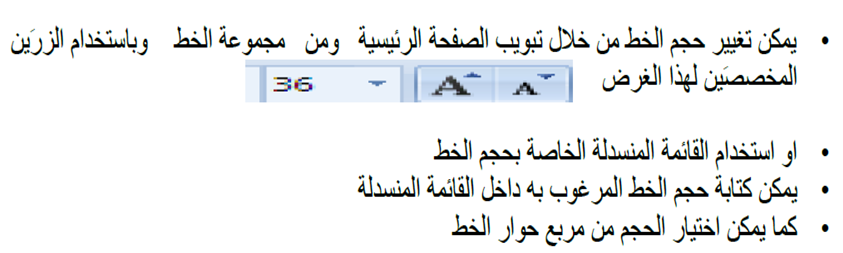 • يمكن تغيير حجم الخط من خلال تبويب الصفحة الرئيسية ومن مجموعة الخط وباستخدام الزرَين
المخصصَين لهذا الغرض 36 A A
• او استخدام القائمة المنسدلة الخاصة بحجم الخط
• يمكن كتابة حجم الخط المرغوب به داخل القائمة المنسدلة
• كما يمكن اختيار الحجم من مربع حوار الخط